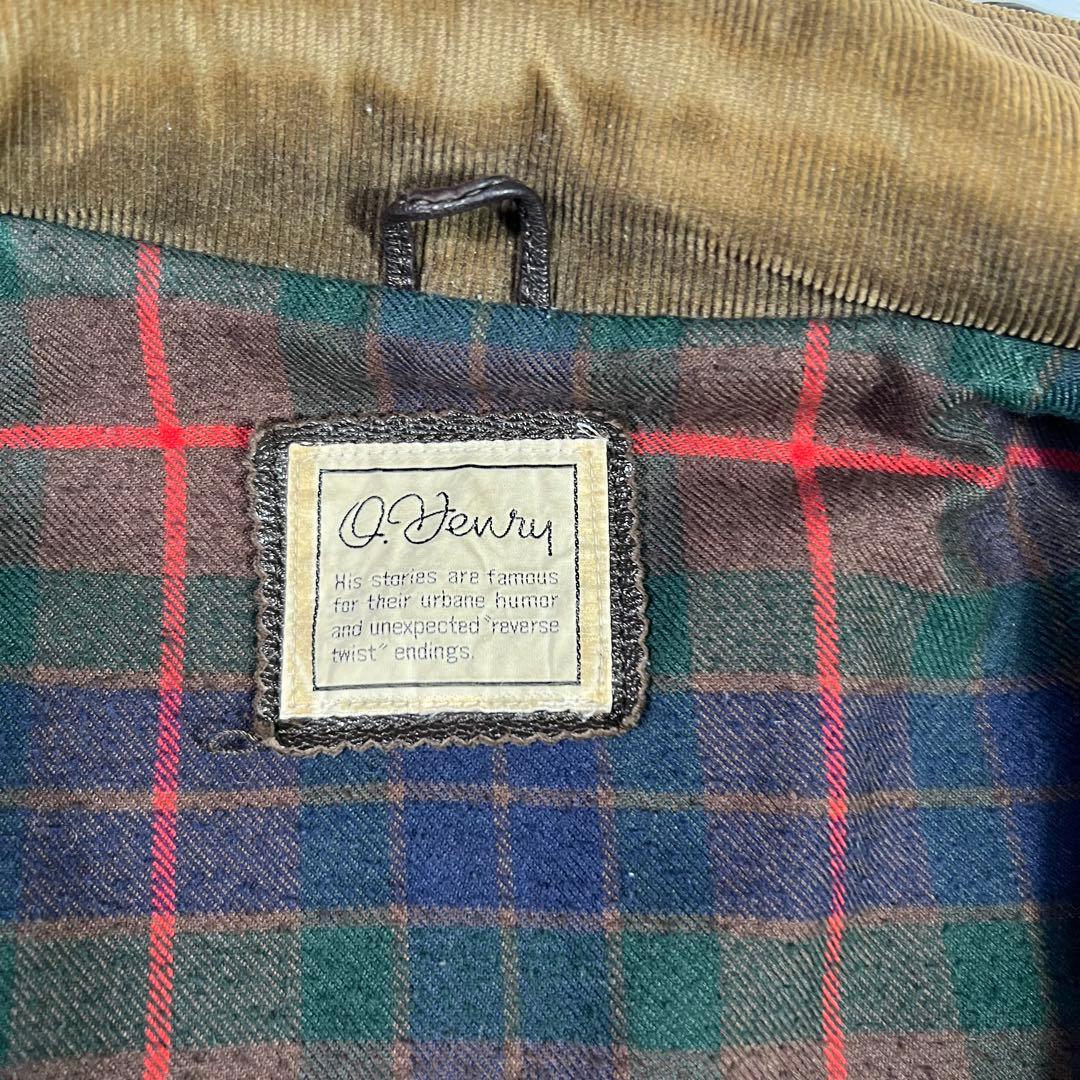 O.Henry
His stories are famous
for their urbane humor
and unexpected "reverse
twist" endings.